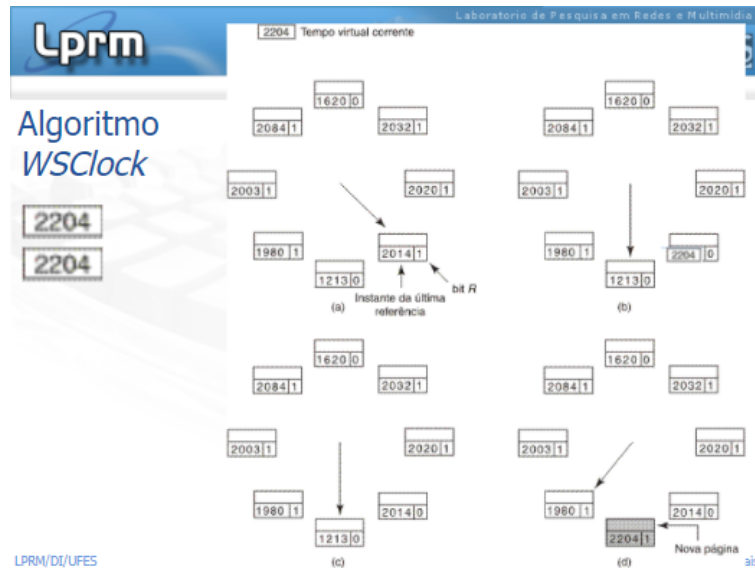 Laboratorio de Pesquisa em Redes e Multimídia
Lprm
2204 Tempo virtual corrente
Algoritmo
WSClock
2204
2204
1620 0
2084 1
2032 1
2003 1
2020 1
1980 1
2014 1
1213 0
bit R
Instante da última
referência
(a)
1620 0
2084 1
2032 1
2003 1
2020 1
1980 1
2204 0
1213 0
(b)
1620 0
2084 1
2032 1
2003 1
2020 1
1980 1
2014 0
1213 0
(c)
1620 0
2084 1
2032 1
2003 1
2020 1
1980 1
2014 0
2204 1
Nova página
(d)
LPRM/DI/UFES